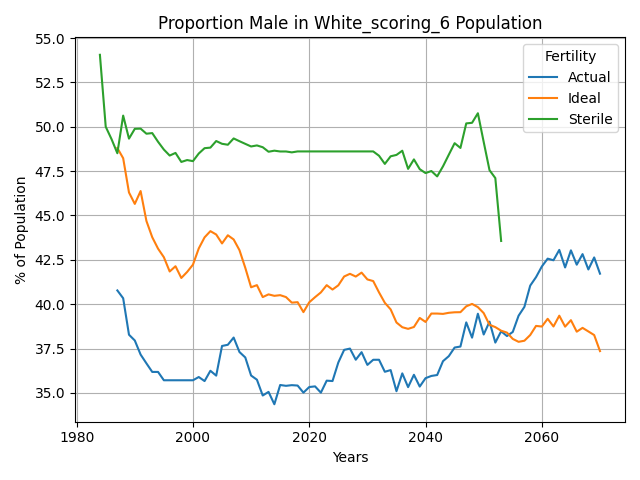 Proportion Male in White_scoring_6 Population
Fertility
Actual
Ideal
Sterile
% of Population
55.0
52.5
50.0
47.5
45.0
42.5
40.0
37.5
35.0
1980
2000
2020
2040
2060
Years